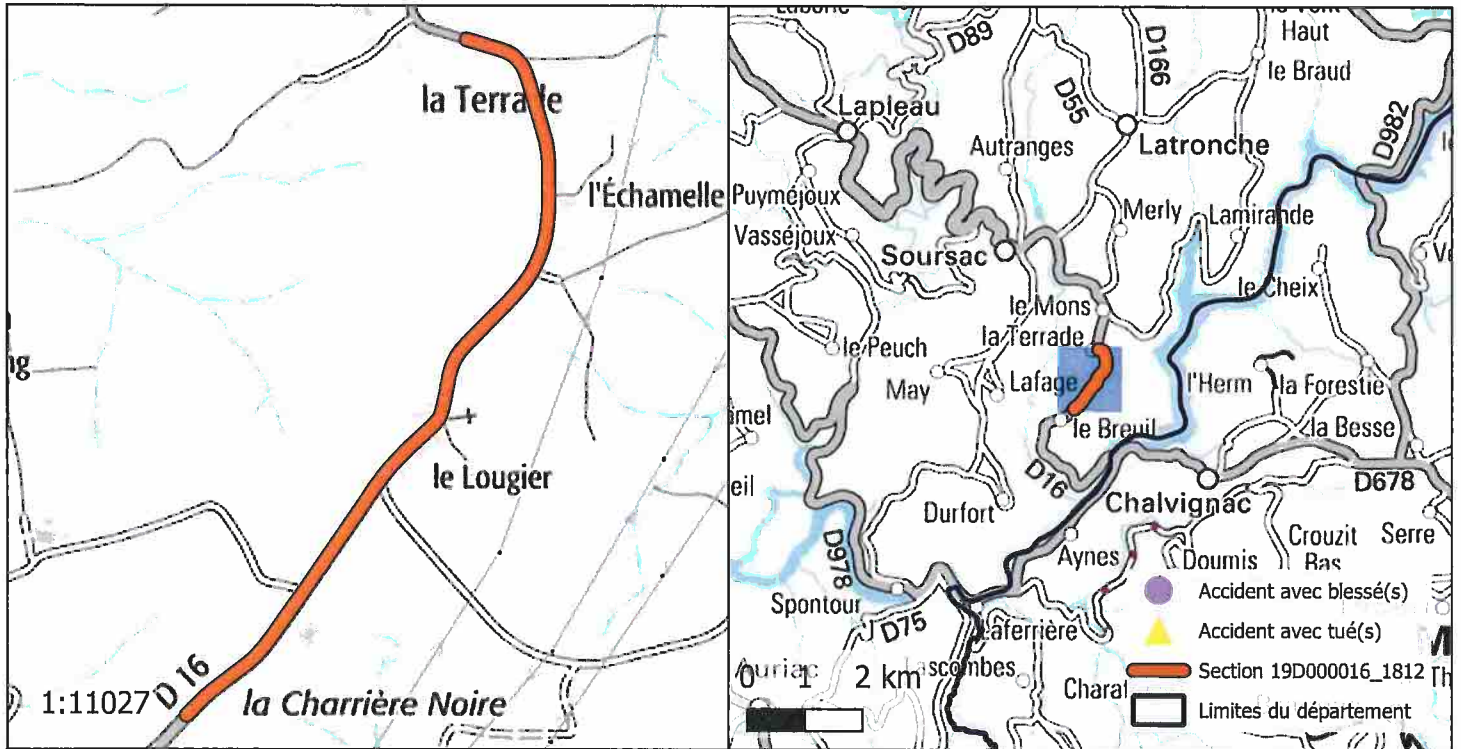 la Terrade
l'Échamelle
le Lougier
D 16
1:11027
la Charrière Noire
D89
D166
Haut
le Braud
Lapleau
D55
D982
Autranges
Latronche
Puyméjoux
Merly
Lamirande
Vasséjoux
Soursac
le Cheix
le Mons
la Terrade
le Peuch
May
Lafage
l'Herm
la Forestie
le Breuil
la Besse
D16
D678
Chalvignac
Durfort
Crouzit
Serre
Aynes
Doumis
Bas
D978
Spontour
D75
Laferrière
Auriac
Lascombes
0 1 2 km
Accident avec blessé(s)
Accident avec tué(s)
Section 19D000016_1812
Limites du département